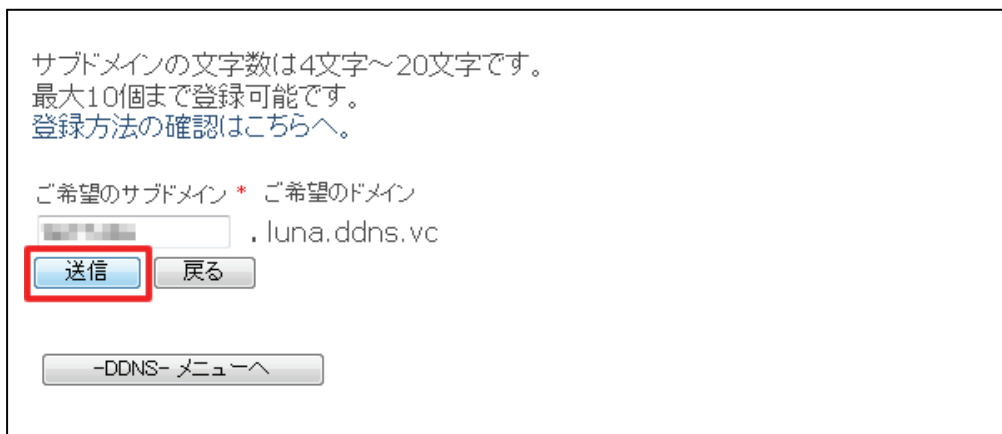 サブドメインの文字数は4文字～20文字です。
最大10個まで登録可能です。
登録方法の確認はこちらへ。
ご希望のサブドメイン * ご希望のドメイン
.luna.ddns.vc
送信 戻る
-DDNS- メニューへ